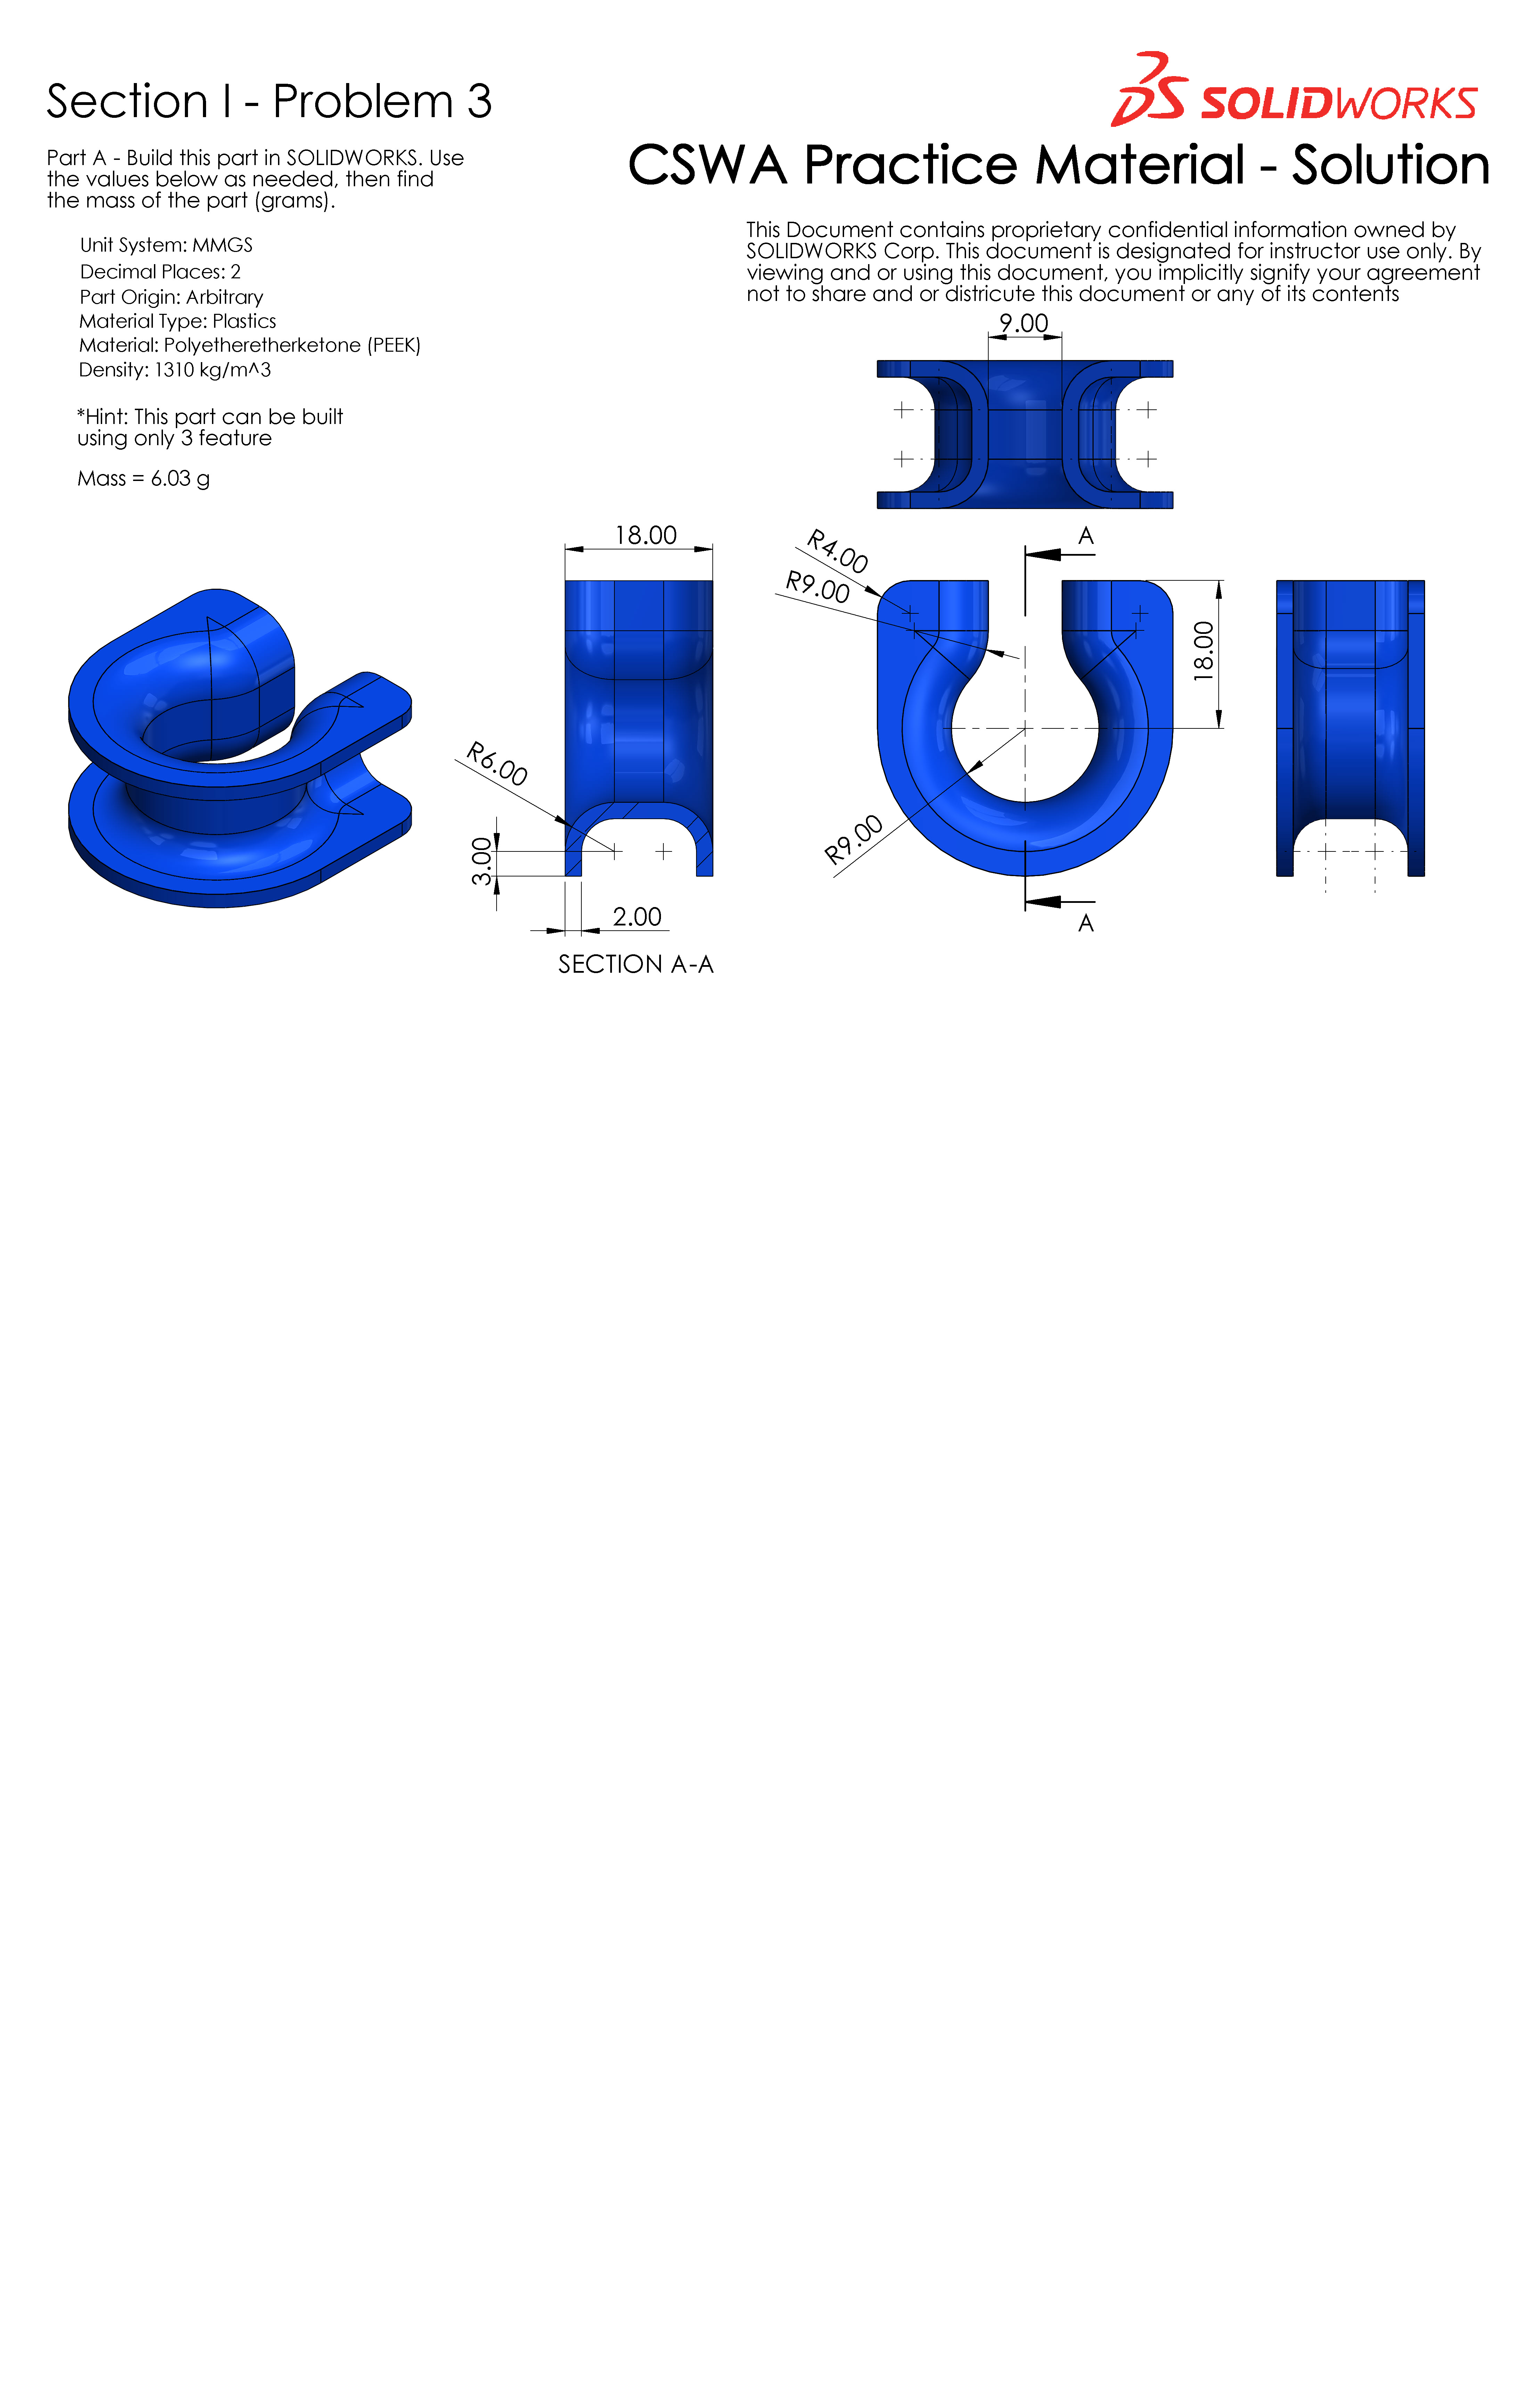 Section I - Problem 3
SOLIDWORKS
CSWA Practice Material - Solution
Part A - Build this part in SOLIDWORKS. Use
the values below as needed, then find
the mass of the part (grams).
This Document contains proprietary confidential information owned by
SOLIDWORKS Corp. This document is designated for instructor use only. By
viewing and or using this document, you implicitly signify your agreement
not to share and or districute this document or any of its contents
Unit System: MMGS
Decimal Places: 2
Part Origin: Arbitrary
Material Type: Plastics
Material: Polyetheretherketone (PEEK)
Density: 1310 kg/m^3
*Hint: This part can be built
using only 3 feature
Mass = 6.03 g
9.00
18.00
A
R4.00
R9.00
18.00
R6.00
3.00
R9.00
2.00
A
SECTION A-A